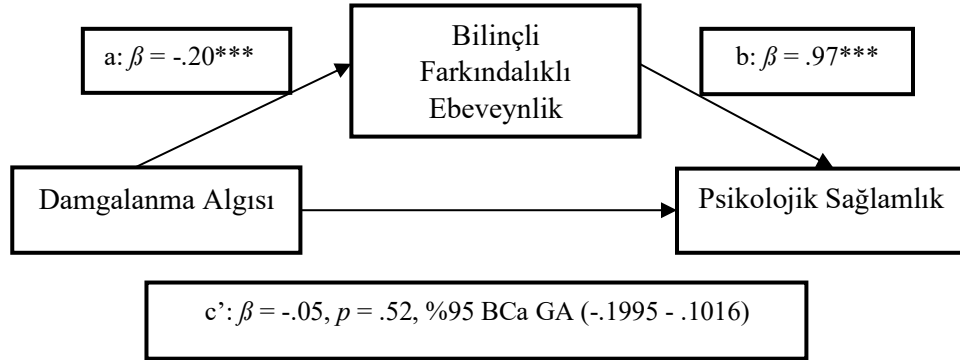 a: β = -.20***
Bilinçli
Farkındalıklı
Ebeveynlik
b: β = .97***
Damgalanma Algısı
Psikolojik Sağlamlık
c’: β = -.05, p = .52, %95 BCa GA (-.1995 - .1016)